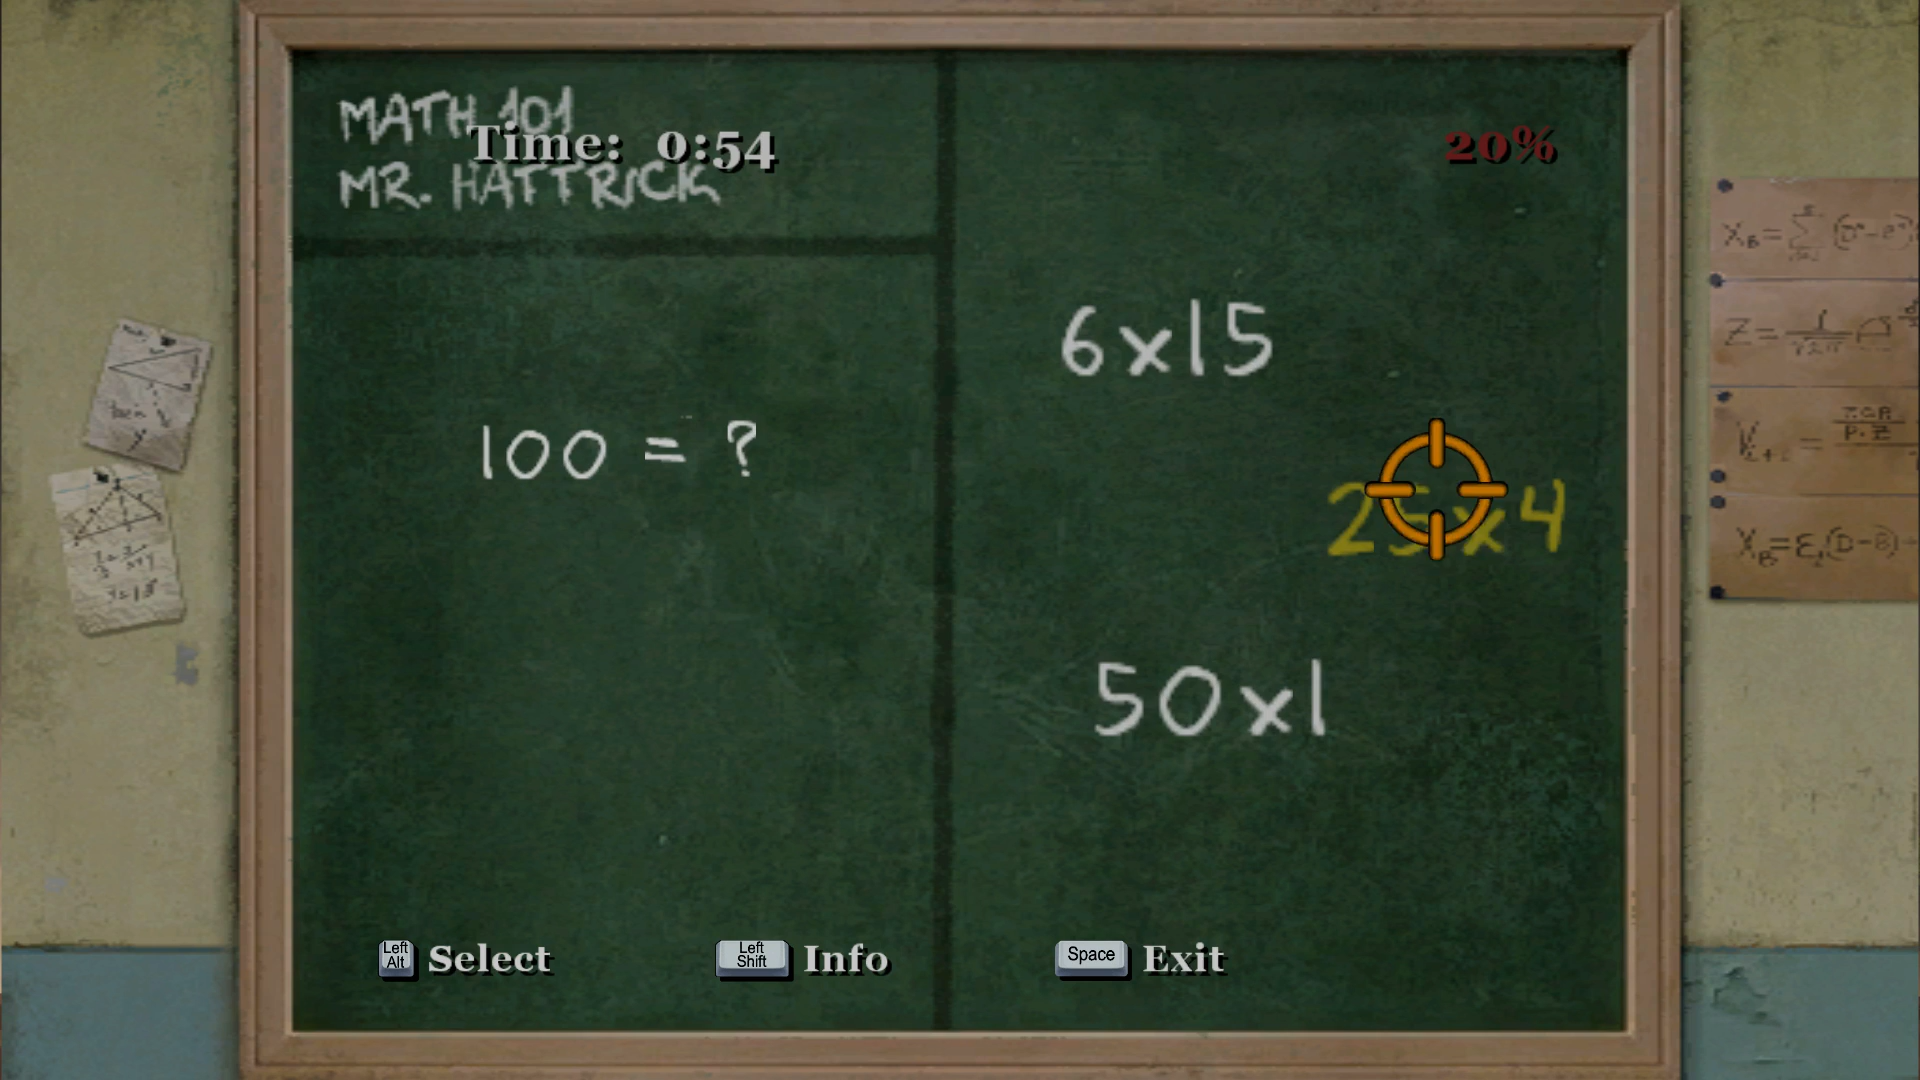 MATH 101
Time: 0:54
20%
MR. HATTRICK
6x15
100 = ?
25x4
50x1
Left Alt Select
Left Shift Info
Space Exit